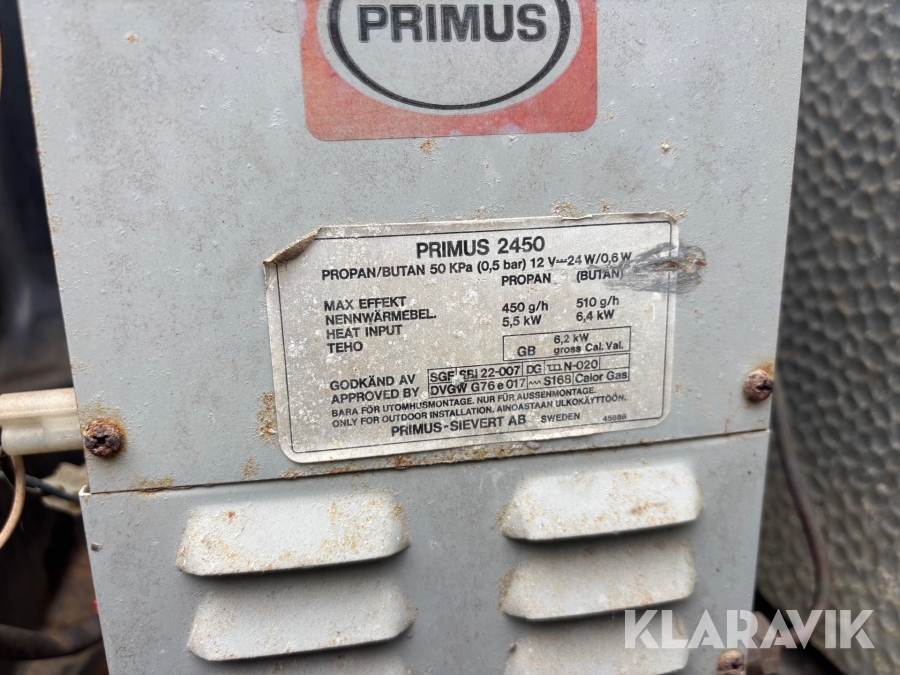 PRIMUS
PRIMUS 2450
PROPAN/BUTAN 50 KPa (0,5 bar) 12 V⎓24 W/0,6 W
PROPAN (BUTAN)
MAX EFFEKT 450 g/h 510 g/h
NENNWÄRMEBEL. 5,5 kW 6,4 kW
HEAT INPUT
TEHO GB 6,2 kW gross Cal. Val.
GODKÄND AV SGF SBI 22-007 DG N-020
APPROVED BY DVGW G76 e 017 S168 Calor Gas
BARA FÖR UTOMHUSMONTAGE. NUR FÜR AUSSENMONTAGE.
ONLY FOR OUTDOOR INSTALLATION. AINOASTAAN ULKOKÄYTTÖÖN.
PRIMUS-SIEVERT AB SWEDEN 45686
KLARAVIK